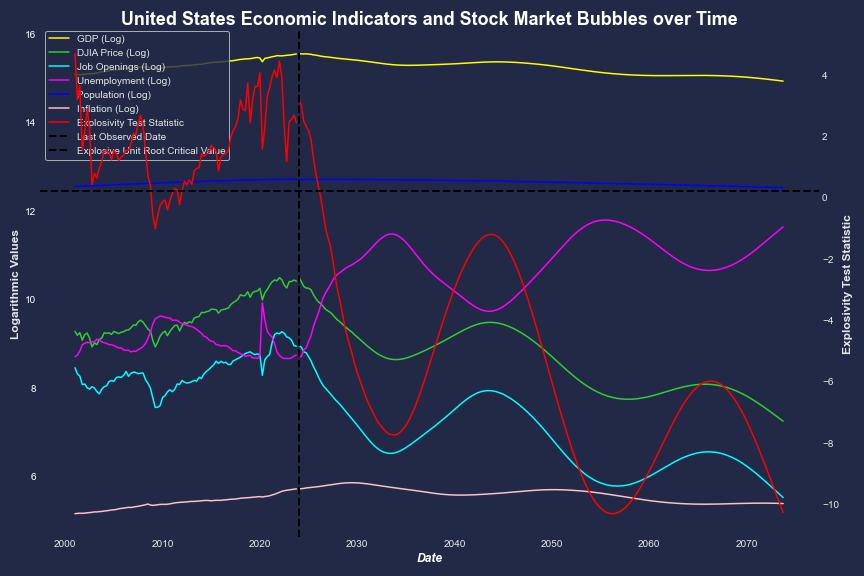 United States Economic Indicators and Stock Market Bubbles over Time
GDP (Log)
DJIA Price (Log)
Job Openings (Log)
Unemployment (Log)
Population (Log)
Inflation (Log)
Explosivity Test Statistic
Last Observed Date
Explosive Unit Root Critical Value
16
14
12
10
8
6
Logarithmic Values
4
2
0
−2
−4
−6
−8
−10
Explosivity Test Statistic
2000
2010
2020
2030
2040
2050
2060
2070
Date